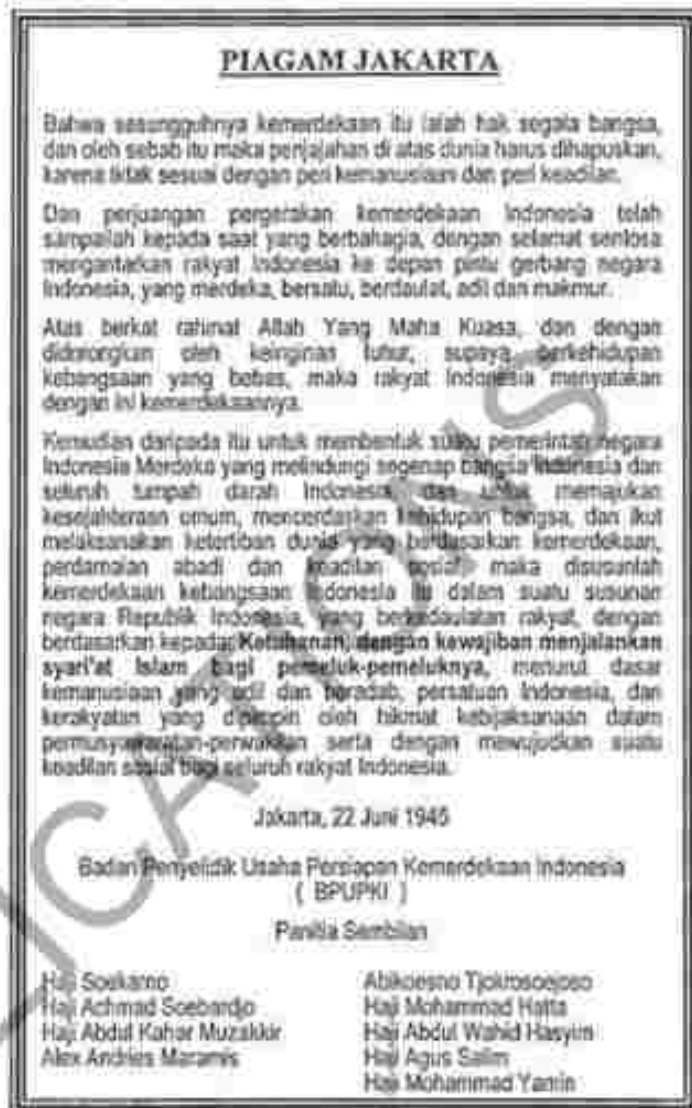 PIAGAM JAKARTA
Bahwa sesungguhnya kemerdekaan itu ialah hak segala bangsa,
dan oleh sebab itu maka penjajahan di atas dunia harus dihapuskan,
karena tidak sesuai dengan peri kemanusiaan dan peri keadilan.
Dan perjuangan pergerakan kemerdekaan Indonesia telah
sampailah kepada saat yang berbahagia, dengan selamat sentosa
mengantarkan rakyat Indonesia ke depan pintu gerbang negara
Indonesia, yang merdeka, bersatu, berdaulat, adil dan makmur.
Atas berkat rahmat Allah Yang Maha Kuasa, dan dengan
didorongkan oleh keinginan luhur, supaya berkehidupan
kebangsaan yang bebas, maka rakyat Indonesia menyatakan
dengan ini kemerdekaannya.
Kemudian daripada itu untuk membentuk suatu pemerintah negara
Indonesia Merdeka yang melindungi segenap bangsa Indonesia dan
seluruh tumpah darah Indonesia, dan untuk memajukan
kesejahteraan umum, mencerdaskan kehidupan bangsa, dan ikut
melaksanakan ketertiban dunia yang berdasarkan kemerdekaan,
perdamaian abadi dan keadilan sosial, maka disusunlah
kemerdekaan kebangsaan Indonesia itu dalam suatu susunan
negara Republik Indonesia, yang berkedaulatan rakyat, dengan
berdasarkan kepada: Ketuhanan, dengan kewajiban menjalankan
syari'at Islam bagi pemeluk-pemeluknya, menurut dasar
kemanusiaan yang adil dan beradab, persatuan Indonesia, dan
kerakyatan yang dipimpin oleh hikmat kebijaksanaan dalam
permusyawaratan-perwakilan serta dengan mewujudkan suatu
keadilan sosial bagi seluruh rakyat Indonesia.
Jakarta, 22 Juni 1945
Badan Penyelidik Usaha Persiapan Kemerdekaan Indonesia
( BPUPKI )
Panitia Sembilan
Haji Soekarno
Haji Achmad Soebardjo
Haji Abdul Kahar Muzakkir
Alex Andries Maramis
Abikoesno Tjokrosoejoso
Haji Mohammad Hatta
Haji Abdul Wahid Hasyim
Haji Agus Salim
Haji Mohammad Yamin